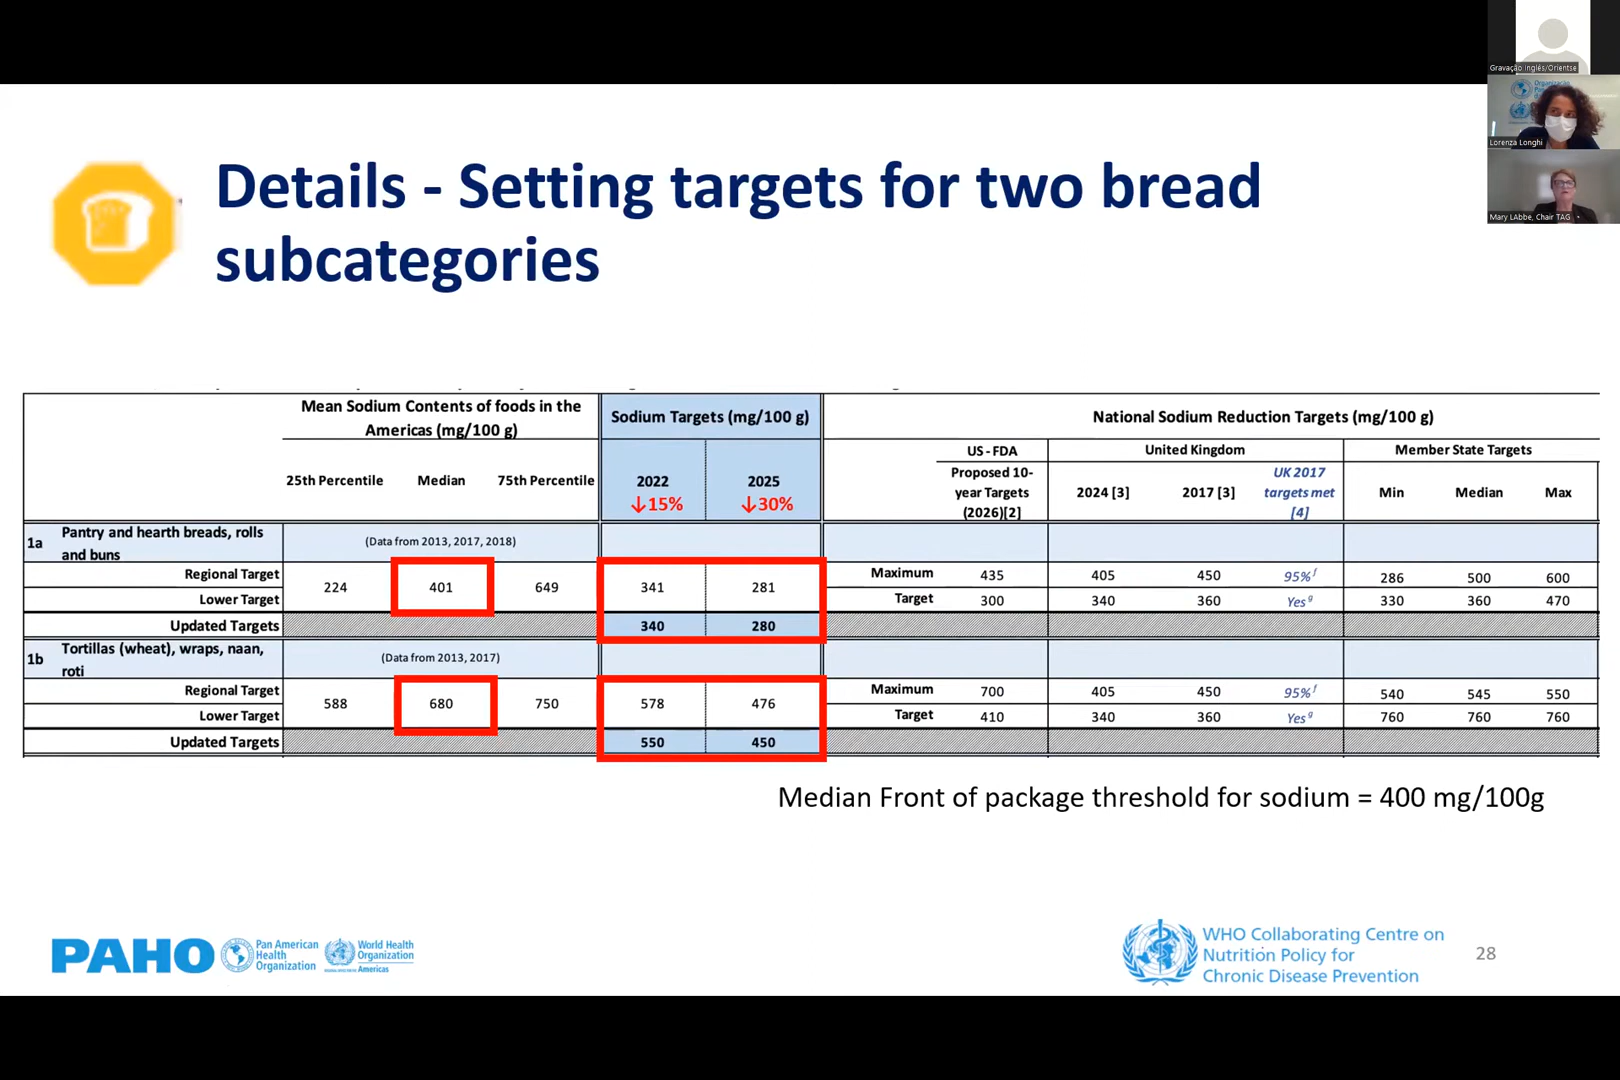 Gravação Inglés/Orientse
Lorenza Longhi
Mary LAbbe, Chair TAG
Details - Setting targets for two bread
subcategories
Mean Sodium Contents of foods in the
Americas (mg/100 g)
Sodium Targets (mg/100 g)
National Sodium Reduction Targets (mg/100 g)
US - FDA
United Kingdom
Member State Targets
25th Percentile
Median
75th Percentile
2022
↓15%
2025
↓30%
Proposed 10-
year Targets
(2026)[2]
2024 [3]
2017 [3]
UK 2017
targets met
[4]
Min
Median
Max
1a
Pantry and hearth breads, rolls
and buns
(Data from 2013, 2017, 2018)
Regional Target
Lower Target
224
401
649
341
281
Maximum 435 405 450 95% f 286 500 600
Target 300 340 360 Yes g 330 360 470
Updated Targets 340 280
1b
Tortillas (wheat), wraps, naan,
roti
(Data from 2013, 2017)
Regional Target
Lower Target
588
680
750
578
476
Maximum 700 405 450 95% f 540 545 550
Target 410 340 360 Yes g 760 760 760
Updated Targets 550 450
Median Front of package threshold for sodium = 400 mg/100g
PAHO
Pan American
Health
Organization
World Health
Organization
Americas
WHO Collaborating Centre on
Nutrition Policy for
Chronic Disease Prevention
28